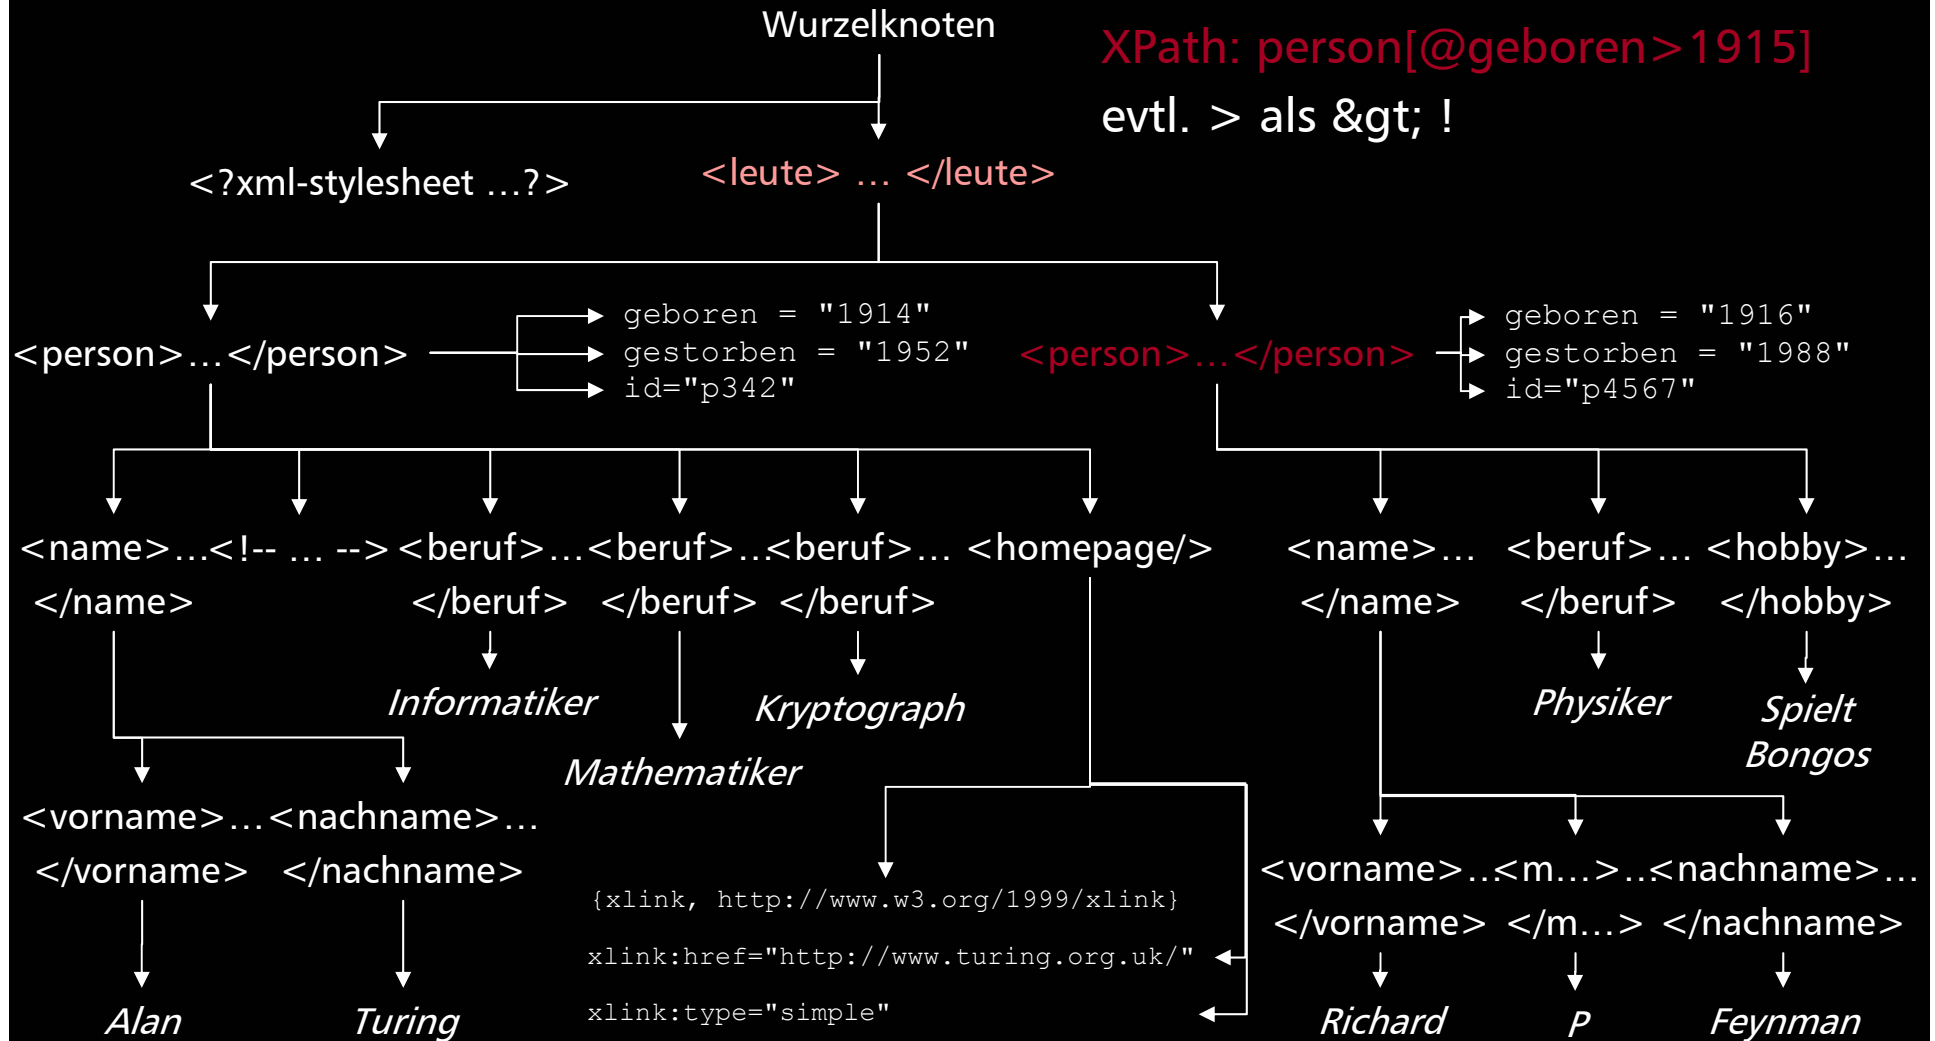 Wurzelknoten
XPath: person[@geboren>1915]
evtl. > als &gt; !
<?xml-stylesheet …?>
<leute> … </leute>
<person>…</person>
geboren = "1914"
gestorben = "1952"
id="p342"
<person>…</person>
geboren = "1916"
gestorben = "1988"
id="p4567"
<name>…
</name>
<!-- … -->
<beruf>…
</beruf>
<beruf>…
</beruf>
<beruf>…
</beruf>
<homepage/>
<name>…
</name>
<beruf>…
</beruf>
<hobby>…
</hobby>
Informatiker
Mathematiker
Kryptograph
Physiker
Spielt
Bongos
<vorname>…
</vorname>
<nachname>…
</nachname>
{xlink, http://www.w3.org/1999/xlink}
xlink:href="http://www.turing.org.uk/"
xlink:type="simple"
<vorname>…
</vorname>
<m…>…
</m…>
<nachname>…
</nachname>
Alan
Turing
Richard
P
Feynman